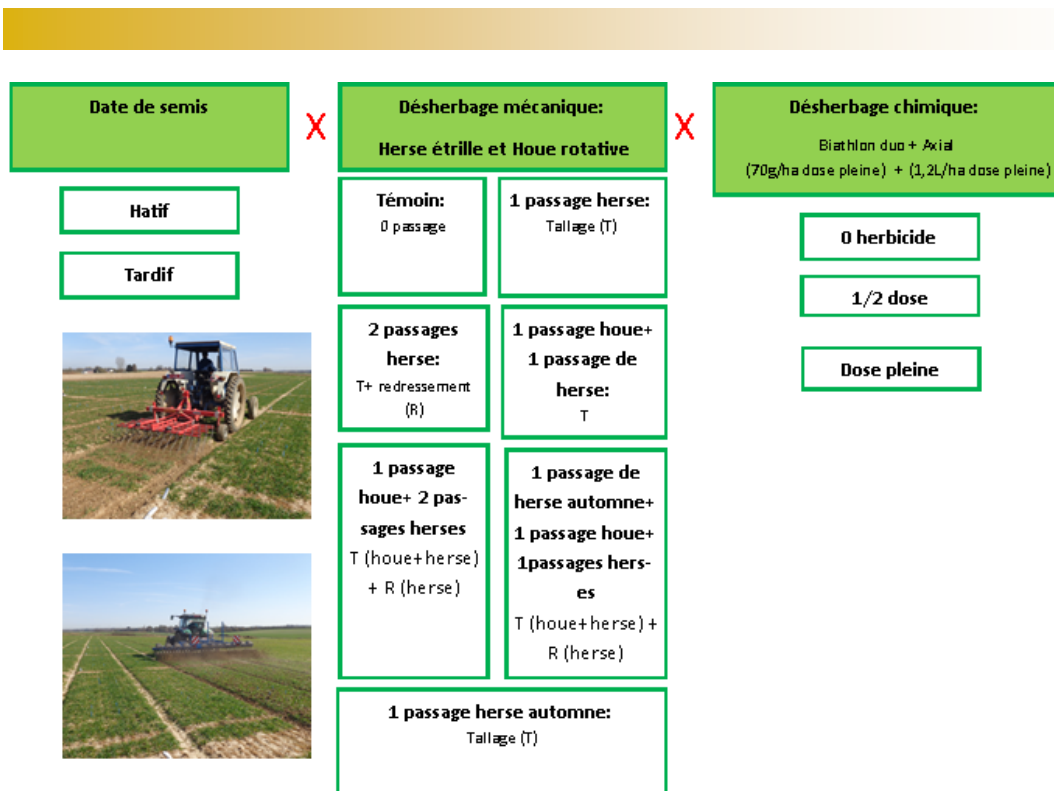 Date de semis
X
Désherbage mécanique:
Herse étrille et Houe rotative
X
Désherbage chimique:
Biathlon duo + Axial
(70g/ha dose pleine) + (1,2L/ha dose pleine)
Hatif
Tardif
Témoin:
0 passage
1 passage herse:
Tallage (T)
2 passages
herse:
T+ redressement
(R)
1 passage houe+
1 passage de
herse:
T
1 passage
houe+ 2 pas-
sages herses
T (houe+herse)
+ R (herse)
1 passage de
herse automne+
1 passage houe+
1passages hers-
es
T (houe+herse) +
R (herse)
1 passage herse automne:
Tallage (T)
0 herbicide
1/2 dose
Dose pleine